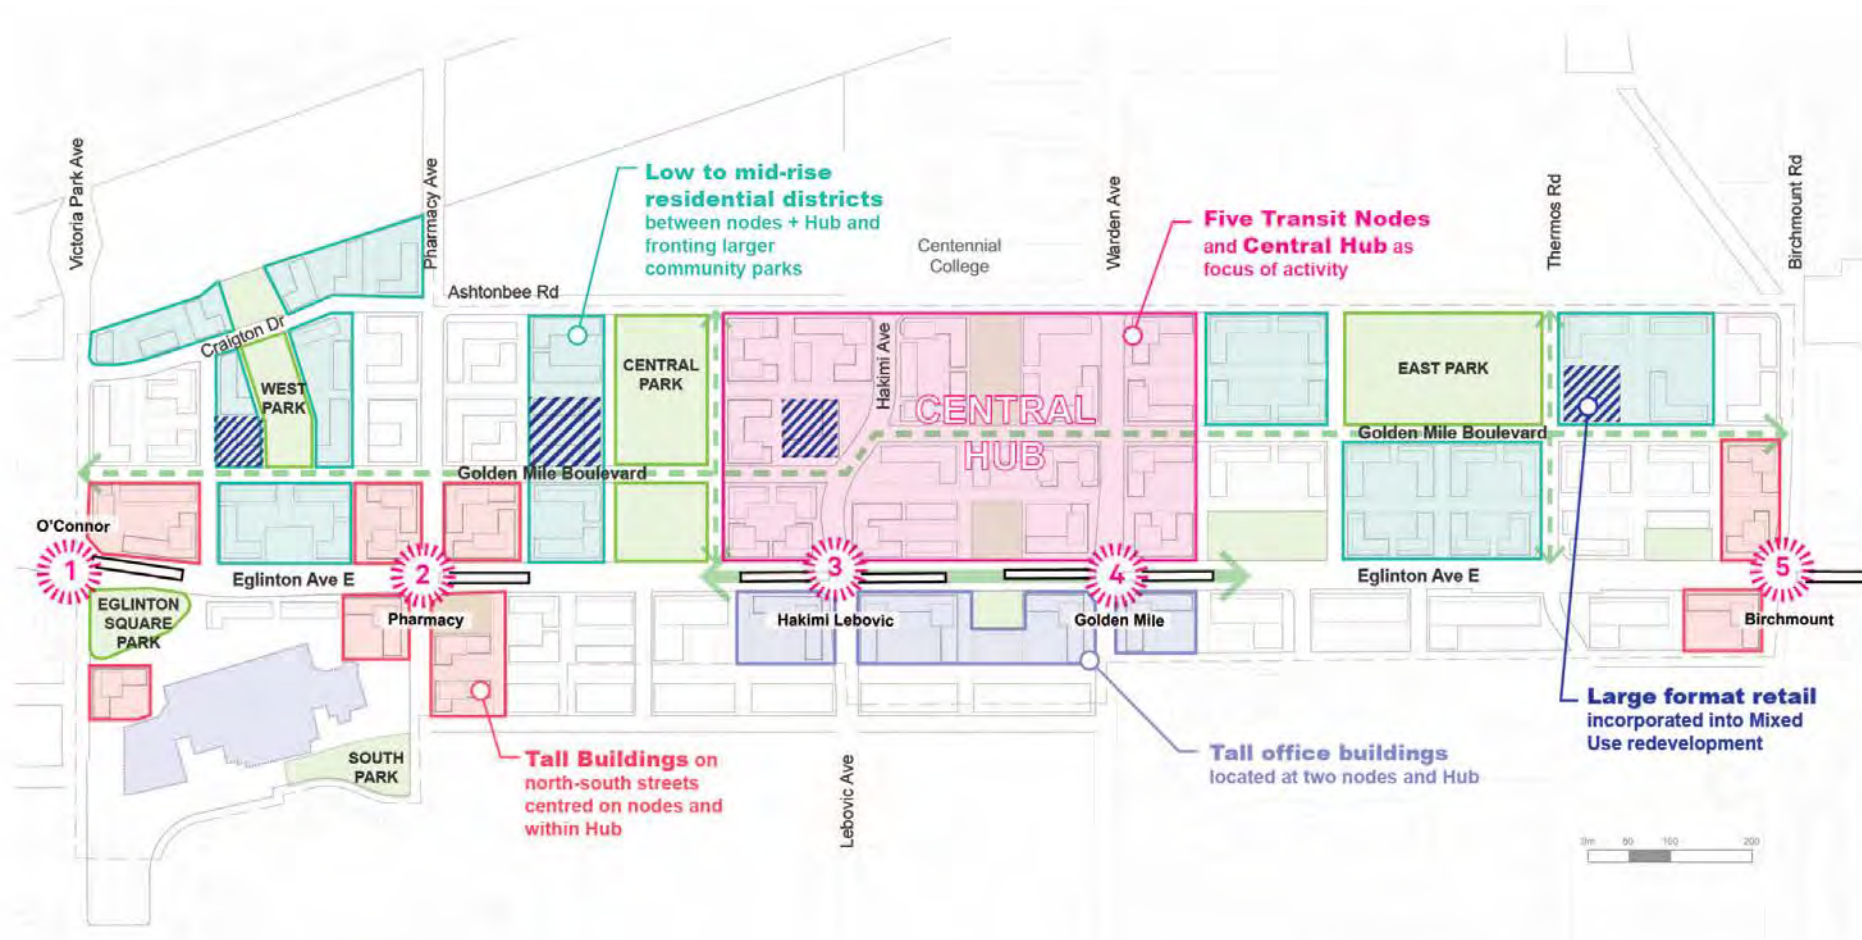 Victoria Park Ave
Pharmacy Ave
Low to mid-rise
residential districts
between nodes + Hub and
fronting larger
community parks
Centennial
College
Warden Ave
Five Transit Nodes
and Central Hub as
focus of activity
Thermos Rd
Birchmount Rd
Ashtonbee Rd
Craigton Dr
WEST
PARK
CENTRAL
PARK
Hakimi Ave
CENTRAL
HUB
EAST PARK
Golden Mile Boulevard
Golden Mile Boulevard
O'Connor
1
2
3
4
5
Eglinton Ave E
Eglinton Ave E
EGLINTON
SQUARE
PARK
Pharmacy
Hakimi Lebovic
Golden Mile
Birchmount
SOUTH
PARK
Tall Buildings on
north-south streets
centred on nodes and
within Hub
Lebovic Ave
Tall office buildings
located at two nodes and Hub
Large format retail
incorporated into Mixed
Use redevelopment
0m 50 100 200